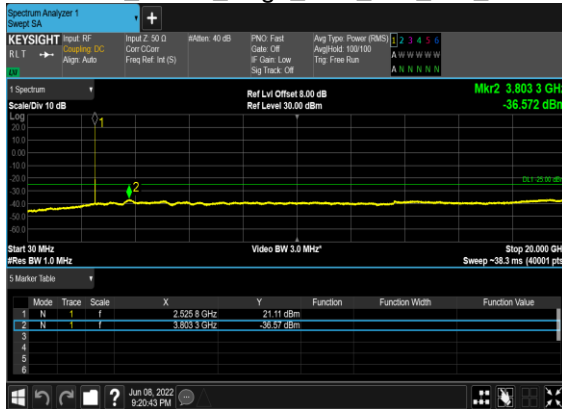 Spectrum Analyzer 1
Swept SA
+
KEYSIGHT Input: RF Input Z: 50 Ω #Atten: 40 dB PNO: Fast Avg Type: Power (RMS) 1 2 3 4 5 6
R L T Coupling: DC Corr CCorr Gate: Off Avg|Hold: 100/100 A W W W W W
Align: Auto Freq Ref: Int (S) IF Gain: Low Trig: Free Run
Sig Track: Off A N N N N N
1 Spectrum Ref Lvl Offset 8.00 dB Mkr2 3.803 3 GHz
Scale/Div 10 dB Ref Level 30.00 dBm -36.572 dBm
Log
20.0 1
10.0
0.00
-10.0
-20.0 DL1 -25.00 dBm
-30.0 2
-40.0
-50.0
-60.0
Start 30 MHz Video BW 3.0 MHz* Stop 20.000 GHz
#Res BW 1.0 MHz Sweep ~38.3 ms (40001 pts)
5 Marker Table
Mode Trace Scale X Y Function Function Width Function Value
1 N 1 f 2.525 8 GHz 21.11 dBm
2 N 1 f 3.803 3 GHz -36.57 dBm
3
4
5
6
? Jun 08, 2022
9:20:43 PM